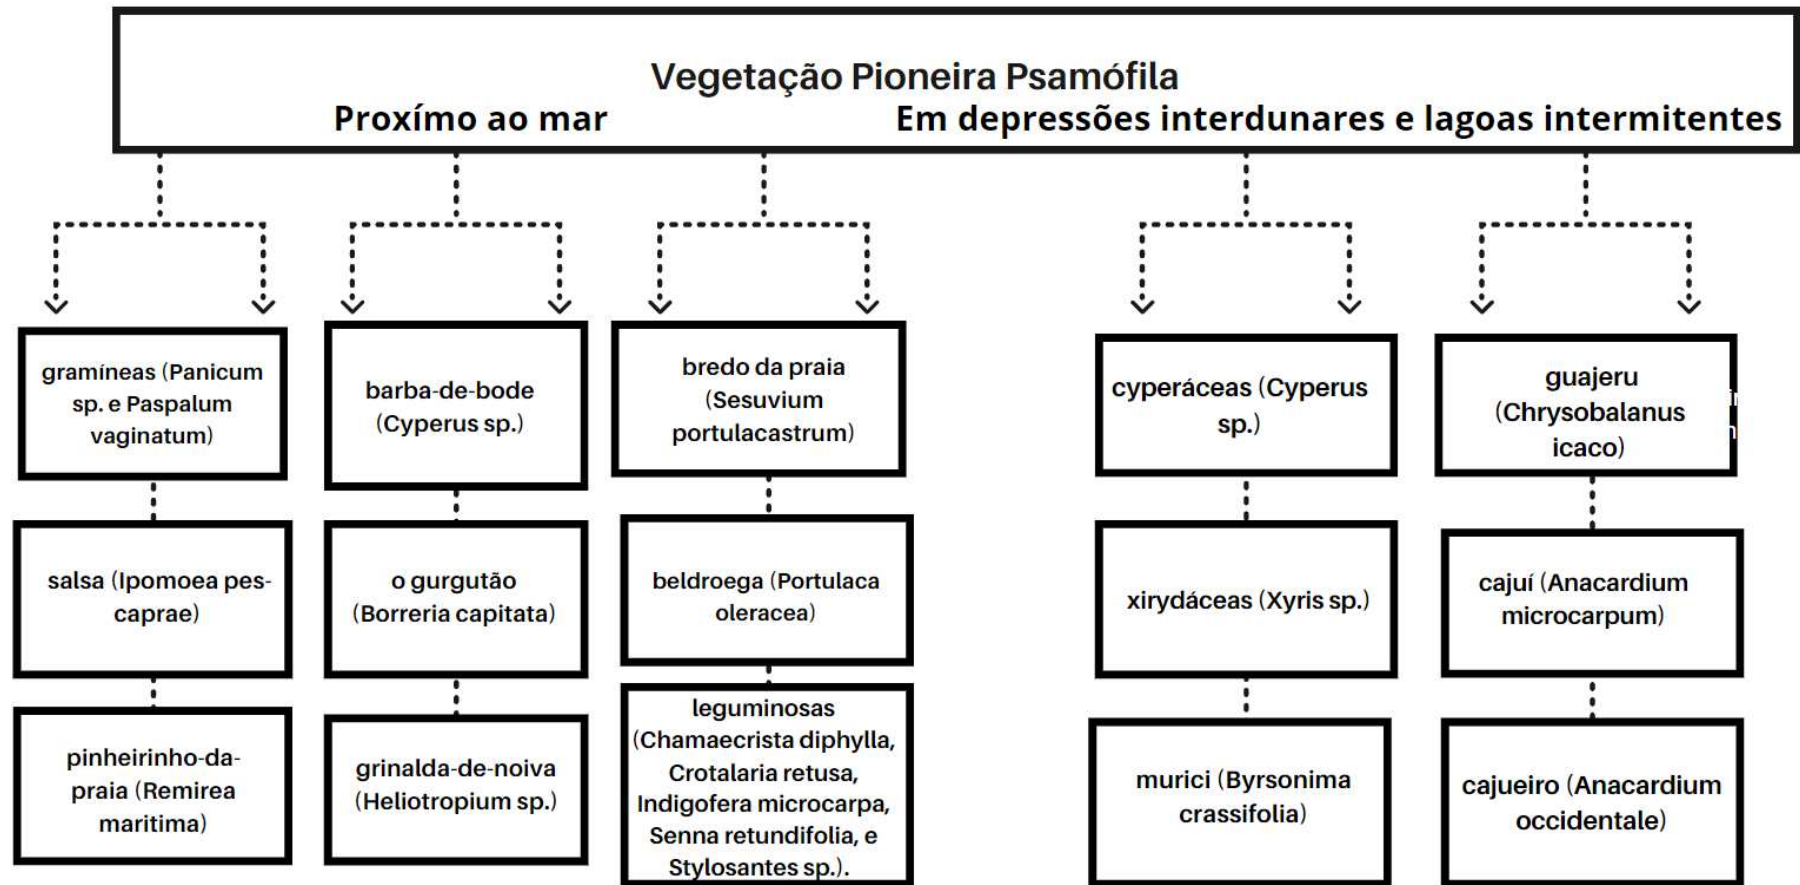 Vegetação Pioneira Psamófila
Proxímo ao mar
Em depressões interdunares e lagoas intermitentes
gramíneas (Panicum
sp. e Paspalum
vaginatum)
salsa (Ipomoea pes-
caprae)
pinheirinho-da-
praia (Remirea
maritima)
barba-de-bode
(Cyperus sp.)
o gurgutão
(Borreria capitata)
grinalda-de-noiva
(Heliotropium sp.)
bredo da praia
(Sesuvium
portulacastrum)
beldroega (Portulaca
oleracea)
leguminosas
(Chamaecrista diphylla,
Crotalaria retusa,
Indigofera microcarpa,
Senna retundifolia, e
Stylosantes sp.).
cyperáceas (Cyperus
sp.)
xirydáceas (Xyris sp.)
murici (Byrsonima
crassifolia)
guajeru
(Chrysobalanus
icaco)
cajuí (Anacardium
microcarpum)
cajueiro (Anacardium
occidentale)